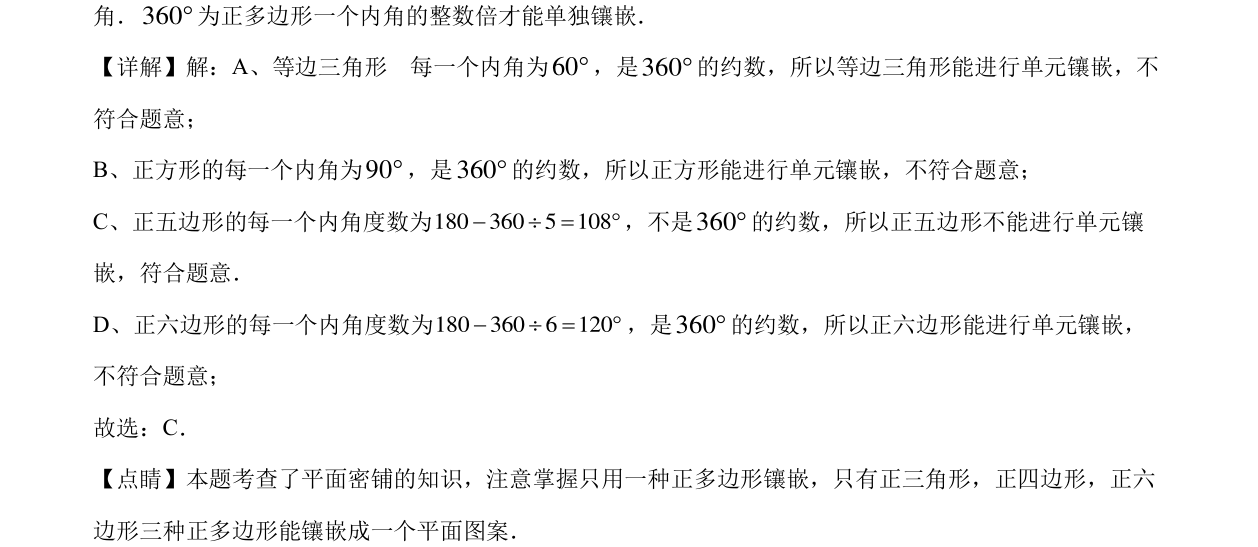 角．360°为正多边形一个内角的整数倍才能单独镶嵌．
【详解】解：A、等边三角形　每一个内角为60°，是360°的约数，所以等边三角形能进行单元镶嵌，不
符合题意；
B、正方形的每一个内角为90°，是360°的约数，所以正方形能进行单元镶嵌，不符合题意；
C、正五边形的每一个内角度数为180－360÷5＝108°，不是360°的约数，所以正五边形不能进行单元镶
嵌，符合题意．
D、正六边形的每一个内角度数为180－360÷6＝120°，是360°的约数，所以正六边形能进行单元镶嵌，
不符合题意；
故选：C．
【点睛】本题考查了平面密铺的知识，注意掌握只用一种正多边形镶嵌，只有正三角形，正四边形，正六
边形三种正多边形能镶嵌成一个平面图案．